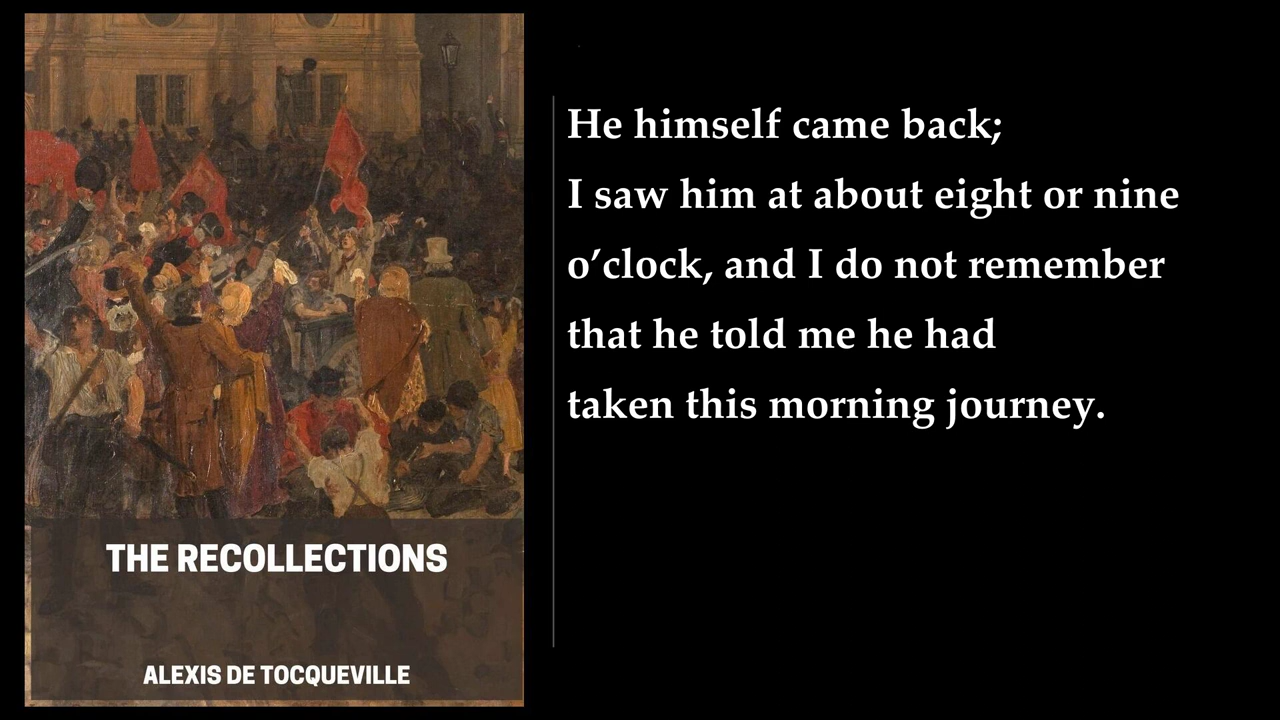 THE RECOLLECTIONS
ALEXIS DE TOCQUEVILLE
He himself came back;
I saw him at about eight or nine
o’clock, and I do not remember
that he told me he had
taken this morning journey.